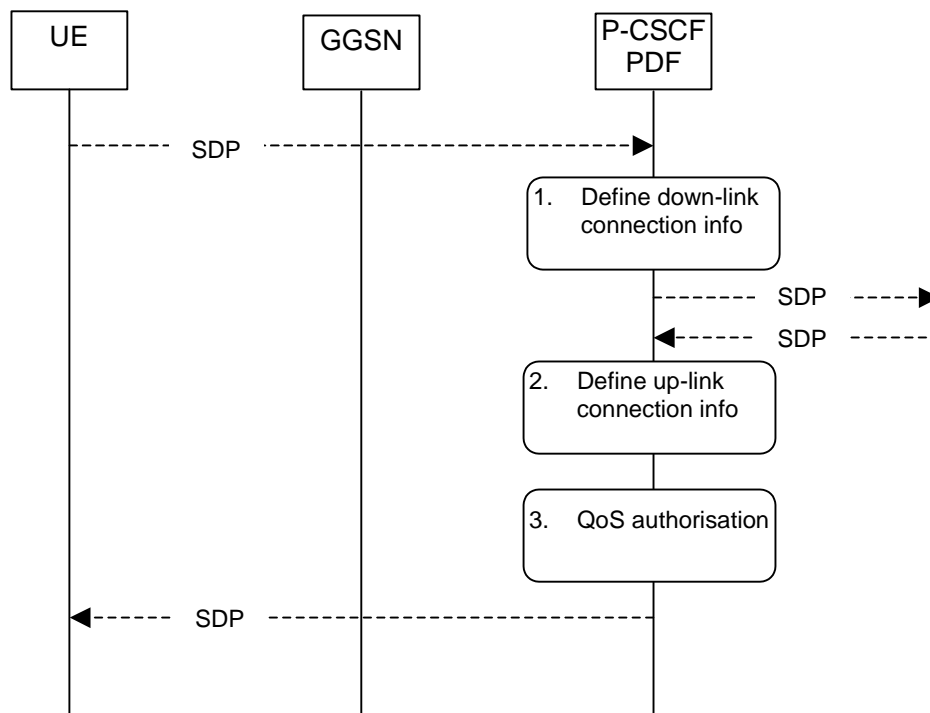 UE
GGSN
P-CSCF
PDF
SDP
1. Define down-link
connection info
SDP
SDP
2. Define up-link
connection info
3. QoS authorisation
SDP